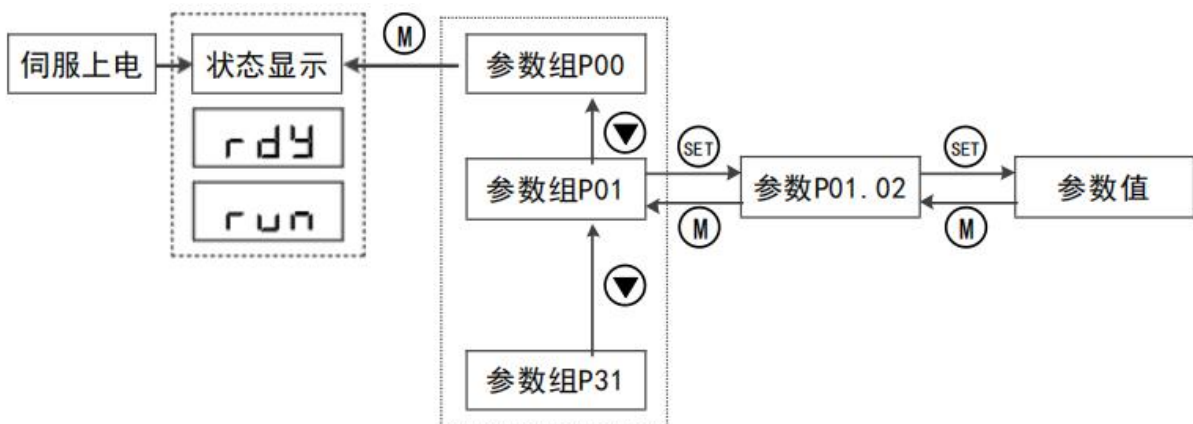 伺服上电
状态显示
rdy
run
M
参数组P00
▼
参数组P01
▼
参数组P31
SET
M
参数P01.02
SET
M
参数值